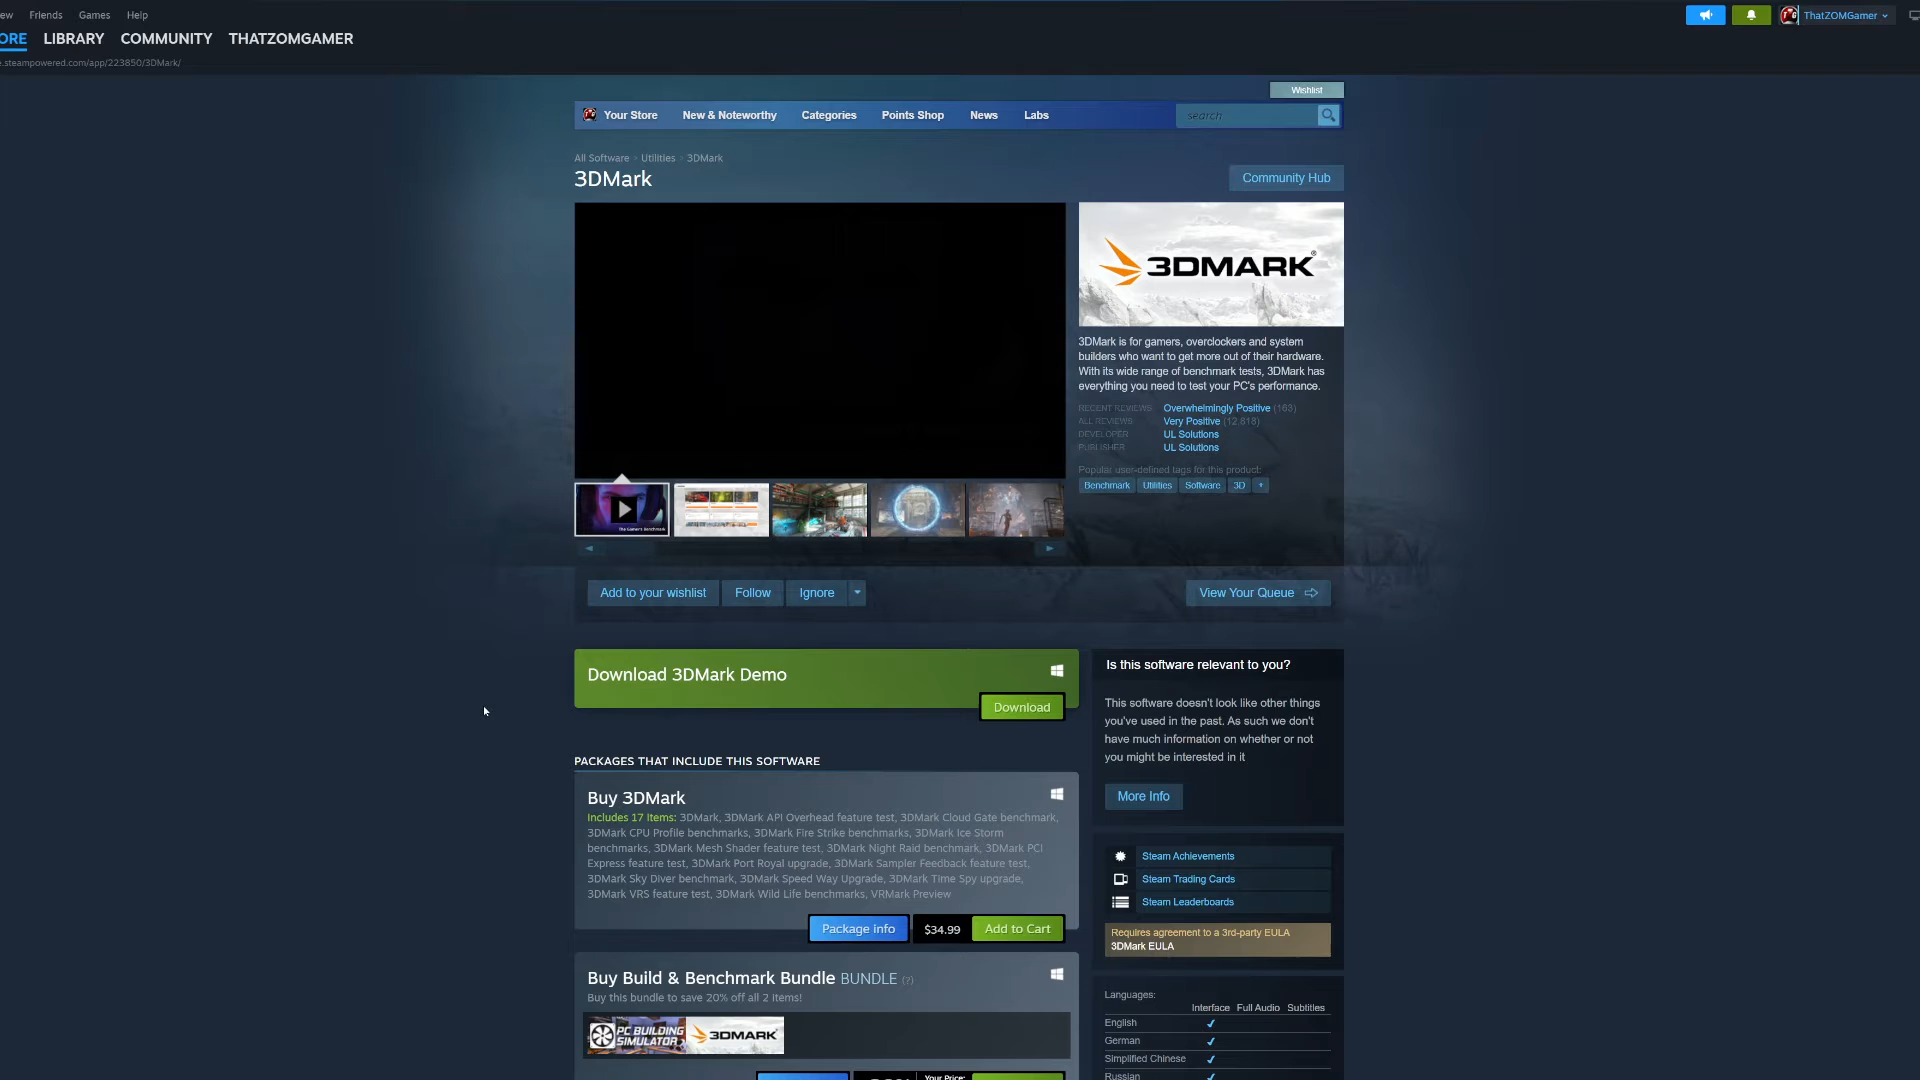 ew Friends Games Help
ThatZOMGamer
ORE LIBRARY COMMUNITY THATZOMGAMER
e.steampowered.com/app/223850/3DMark/
Wishlist
Your Store New & Noteworthy Categories Points Shop News Labs search
All Software › Utilities › 3DMark
3DMark
Community Hub
3DMARK®
3DMark is for gamers, overclockers and system
builders who want to get more out of their hardware.
With its wide range of benchmark tests, 3DMark has
everything you need to test your PC's performance.
RECENT REVIEWS: Overwhelmingly Positive (163)
ALL REVIEWS: Very Positive (12,818)
DEVELOPER: UL Solutions
PUBLISHER: UL Solutions
Popular user-defined tags for this product:
Benchmark Utilities Software 3D +
The Gamer's Benchmark
Add to your wishlist Follow Ignore
View Your Queue
Download 3DMark Demo
Download
Is this software relevant to you?
This software doesn't look like other things
you've used in the past. As such we don't
have much information on whether or not
you might be interested in it
More Info
PACKAGES THAT INCLUDE THIS SOFTWARE
Buy 3DMark
Includes 17 items: 3DMark, 3DMark API Overhead feature test, 3DMark Cloud Gate benchmark,
3DMark CPU Profile benchmarks, 3DMark Fire Strike benchmarks, 3DMark Ice Storm
benchmarks, 3DMark Mesh Shader feature test, 3DMark Night Raid benchmark, 3DMark PCI
Express feature test, 3DMark Port Royal upgrade, 3DMark Sampler Feedback feature test,
3DMark Sky Diver benchmark, 3DMark Speed Way Upgrade, 3DMark Time Spy upgrade,
3DMark VRS feature test, 3DMark Wild Life benchmarks, VRMark Preview
Package info $34.99 Add to Cart
Steam Achievements
Steam Trading Cards
Steam Leaderboards
Requires agreement to a 3rd-party EULA
3DMark EULA
Buy Build & Benchmark Bundle BUNDLE (?)
Buy this bundle to save 20% off all 2 items!
PC BUILDING
SIMULATOR
3DMARK
Your Price:
Languages:
Interface Full Audio Subtitles
English
German
Simplified Chinese
Russian